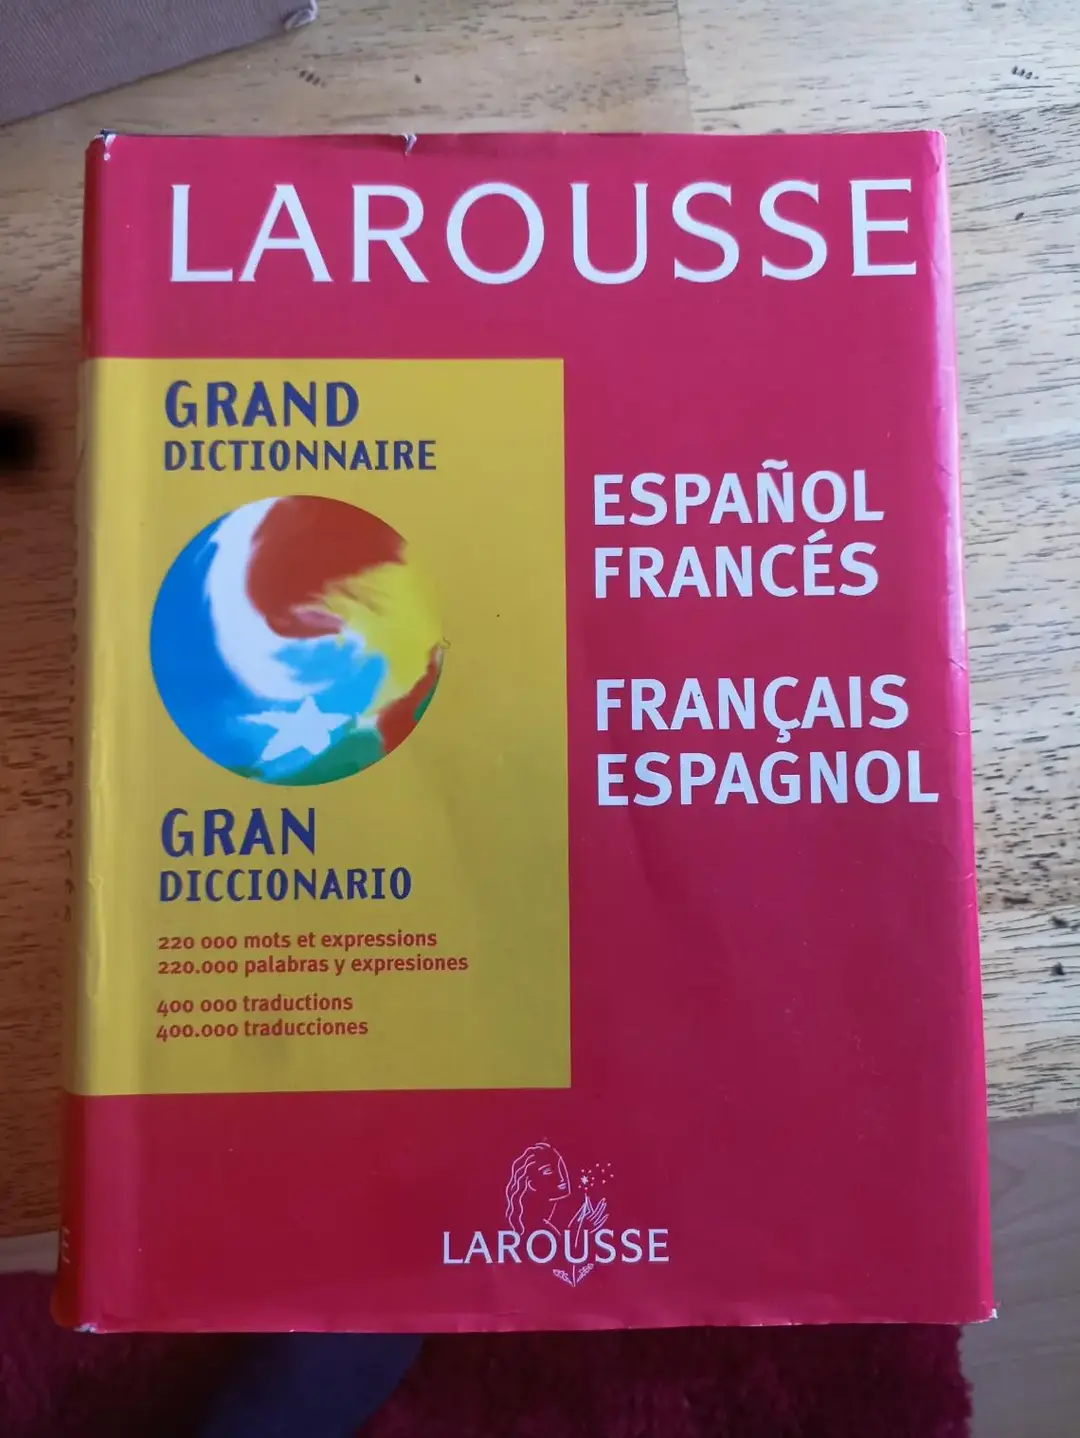 LAROUSSE
GRAND
DICTIONNAIRE
GRAN
DICCIONARIO
220 000 mots et expressions
220.000 palabras y expresiones
400 000 traductions
400.000 traducciones
ESPAÑOL
FRANCÉS
FRANÇAIS
ESPAGNOL
LAROUSSE